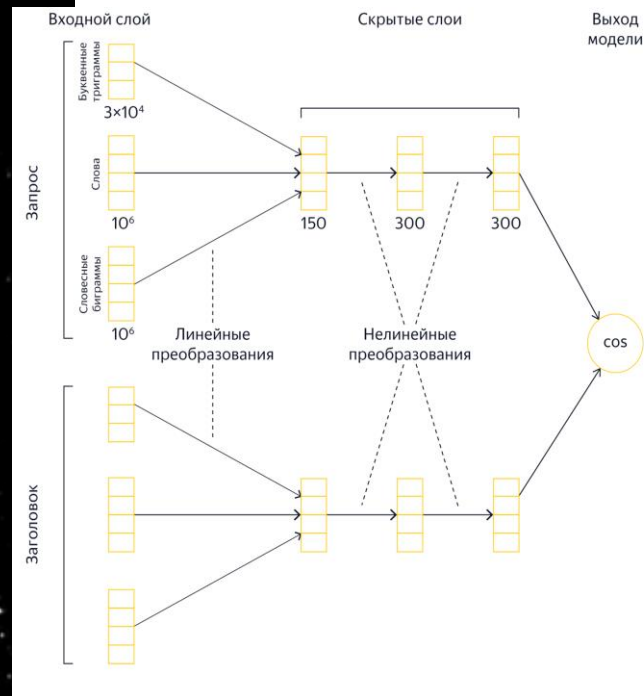 Входной слой
Скрытые слои
Выход
модели
Запрос
Буквенные
триграммы
3×10⁴
Слова
10⁶
Словесные
биграммы
10⁶
150
300
300
Линейные
преобразования
Нелинейные
преобразования
cos
Заголовок